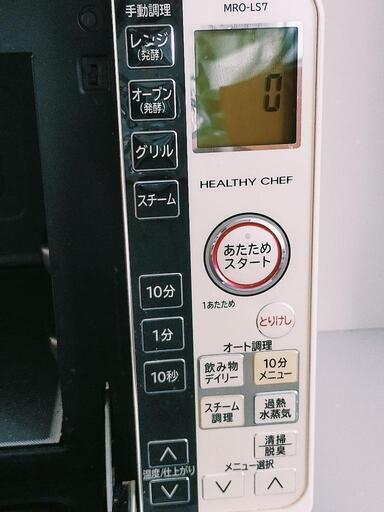 手動調理
MRO-LS7
レンジ
(発酵)
0
オーブン
(発酵)
グリル
HEALTHY CHEF
スチーム
あたため
スタート
1あたため
10分
とりけし
1分
オート調理
飲み物
デイリー
10分
メニュー
10秒
スチーム
調理
過熱
水蒸気
清掃
脱臭
温度/仕上がり
メニュー選択